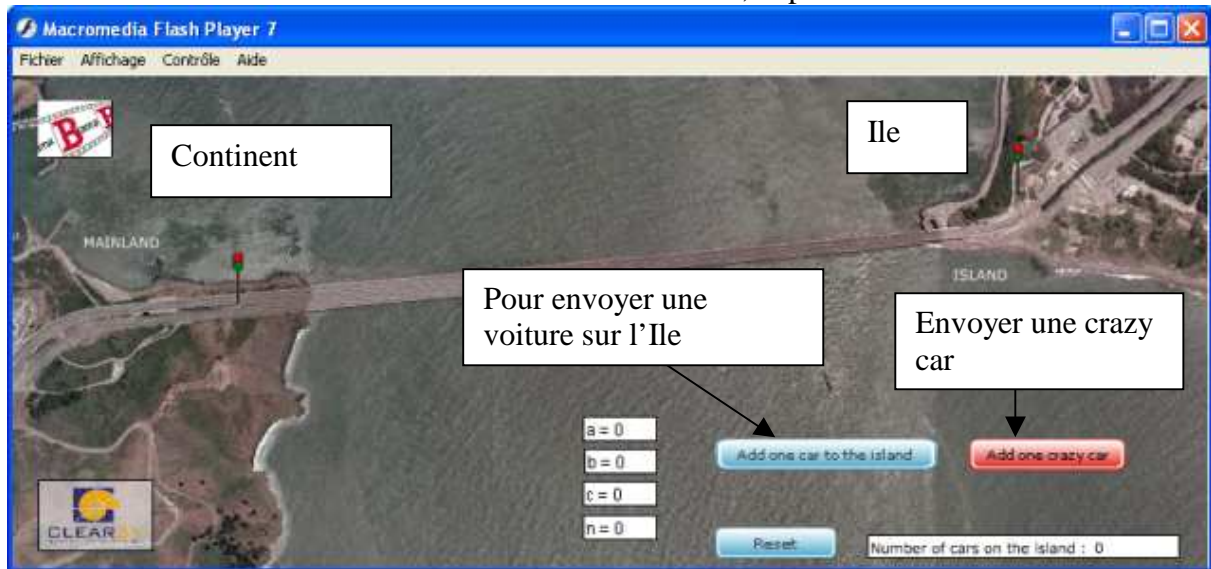 Macromedia Flash Player 7
Fichier Affichage Contrôle Aide
B
Continent
Ile
MAINLAND
ISLAND
Pour envoyer une
voiture sur l'Ile
Envoyer une crazy
car
a = 0
b = 0
c = 0
n = 0
Add one car to the island
Add one crazy car
CLEARSY
Reset
Number of cars on the island : 0